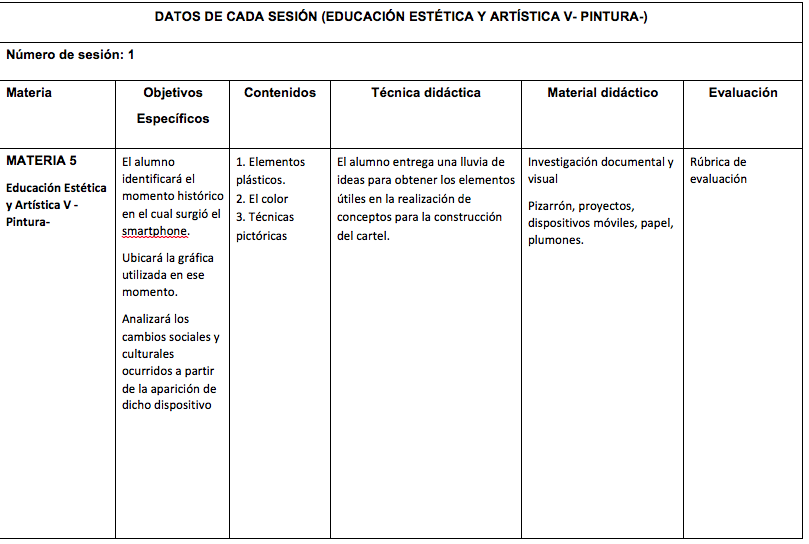 DATOS DE CADA SESIÓN (EDUCACIÓN ESTÉTICA Y ARTÍSTICA V- PINTURA-)
Número de sesión: 1
Materia
Objetivos
Específicos
Contenidos
Técnica didáctica
Material didáctico
Evaluación
MATERIA 5
Educación Estética
y Artística V -
Pintura-
El alumno
identificará el
momento histórico
en el cual surgió el
smartphone.
Ubicará la gráfica
utilizada en ese
momento.
Analizará los
cambios sociales y
culturales
ocurridos a partir
de la aparición de
dicho dispositivo
1. Elementos
plásticos.
2. El color
3. Técnicas
pictóricas
El alumno entrega una lluvia de
ideas para obtener los elementos
útiles en la realización de
conceptos para la construcción
del cartel.
Investigación documental y
visual
Pizarrón, proyectos,
dispositivos móviles, papel,
plumones.
Rúbrica de
evaluación